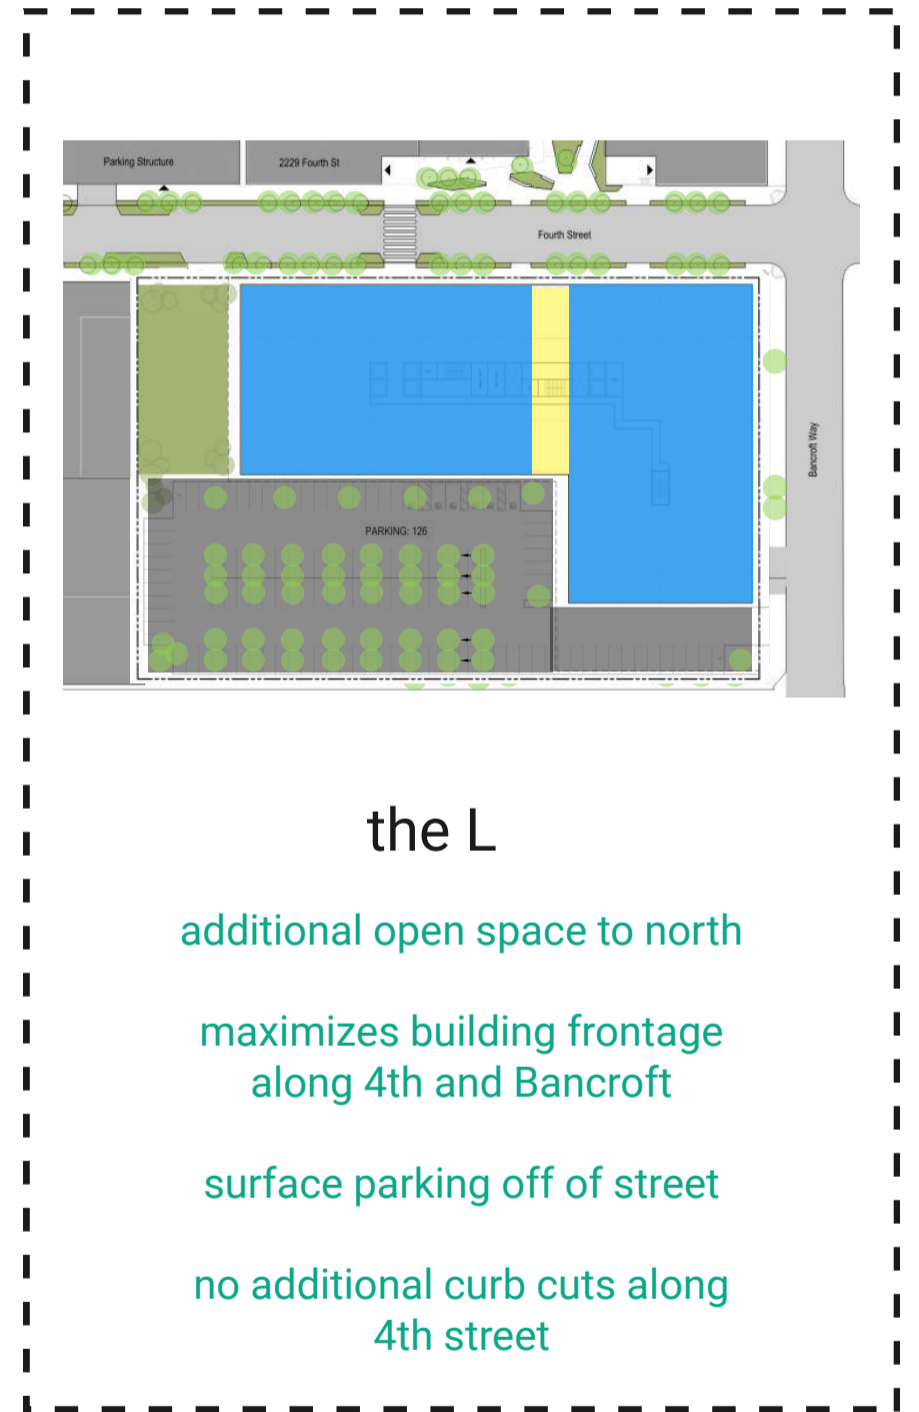 Parking Structure
2229 Fourth St
Fourth Street
Bancroft Way
PARKING: 126
the L
additional open space to north
maximizes building frontage
along 4th and Bancroft
surface parking off of street
no additional curb cuts along
4th street